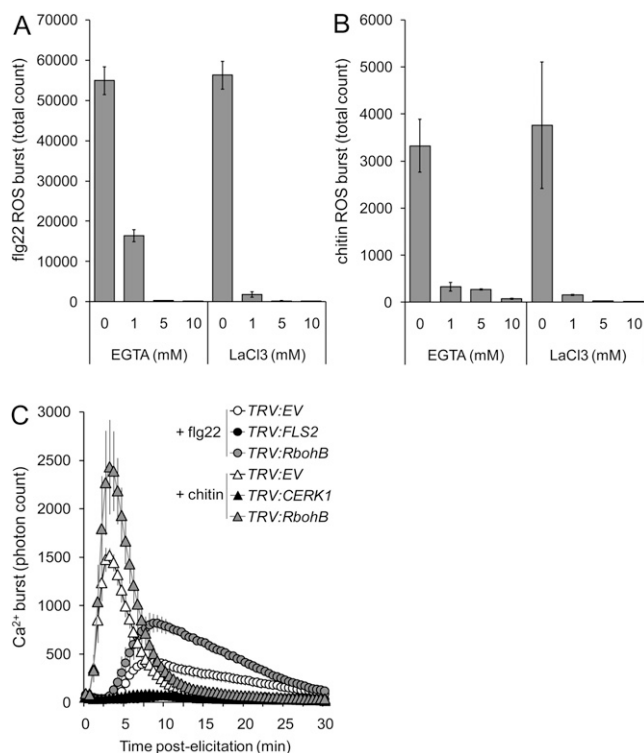 A
flg22 ROS burst (total count)
70000
60000
50000
40000
30000
20000
10000
0
0 1 5 10 0 1 5 10
EGTA (mM) LaCl3 (mM)
B
chitin ROS burst (total count)
6000
5000
4000
3000
2000
1000
0
0 1 5 10 0 1 5 10
EGTA (mM) LaCl3 (mM)
C
Ca²⁺ burst (photon count)
3000
2500
2000
1500
1000
500
0
+ flg22
TRV:EV
TRV:FLS2
TRV:RbohB
+ chitin
TRV:EV
TRV:CERK1
TRV:RbohB
0 5 10 15 20 25 30
Time post-elicitation (min)